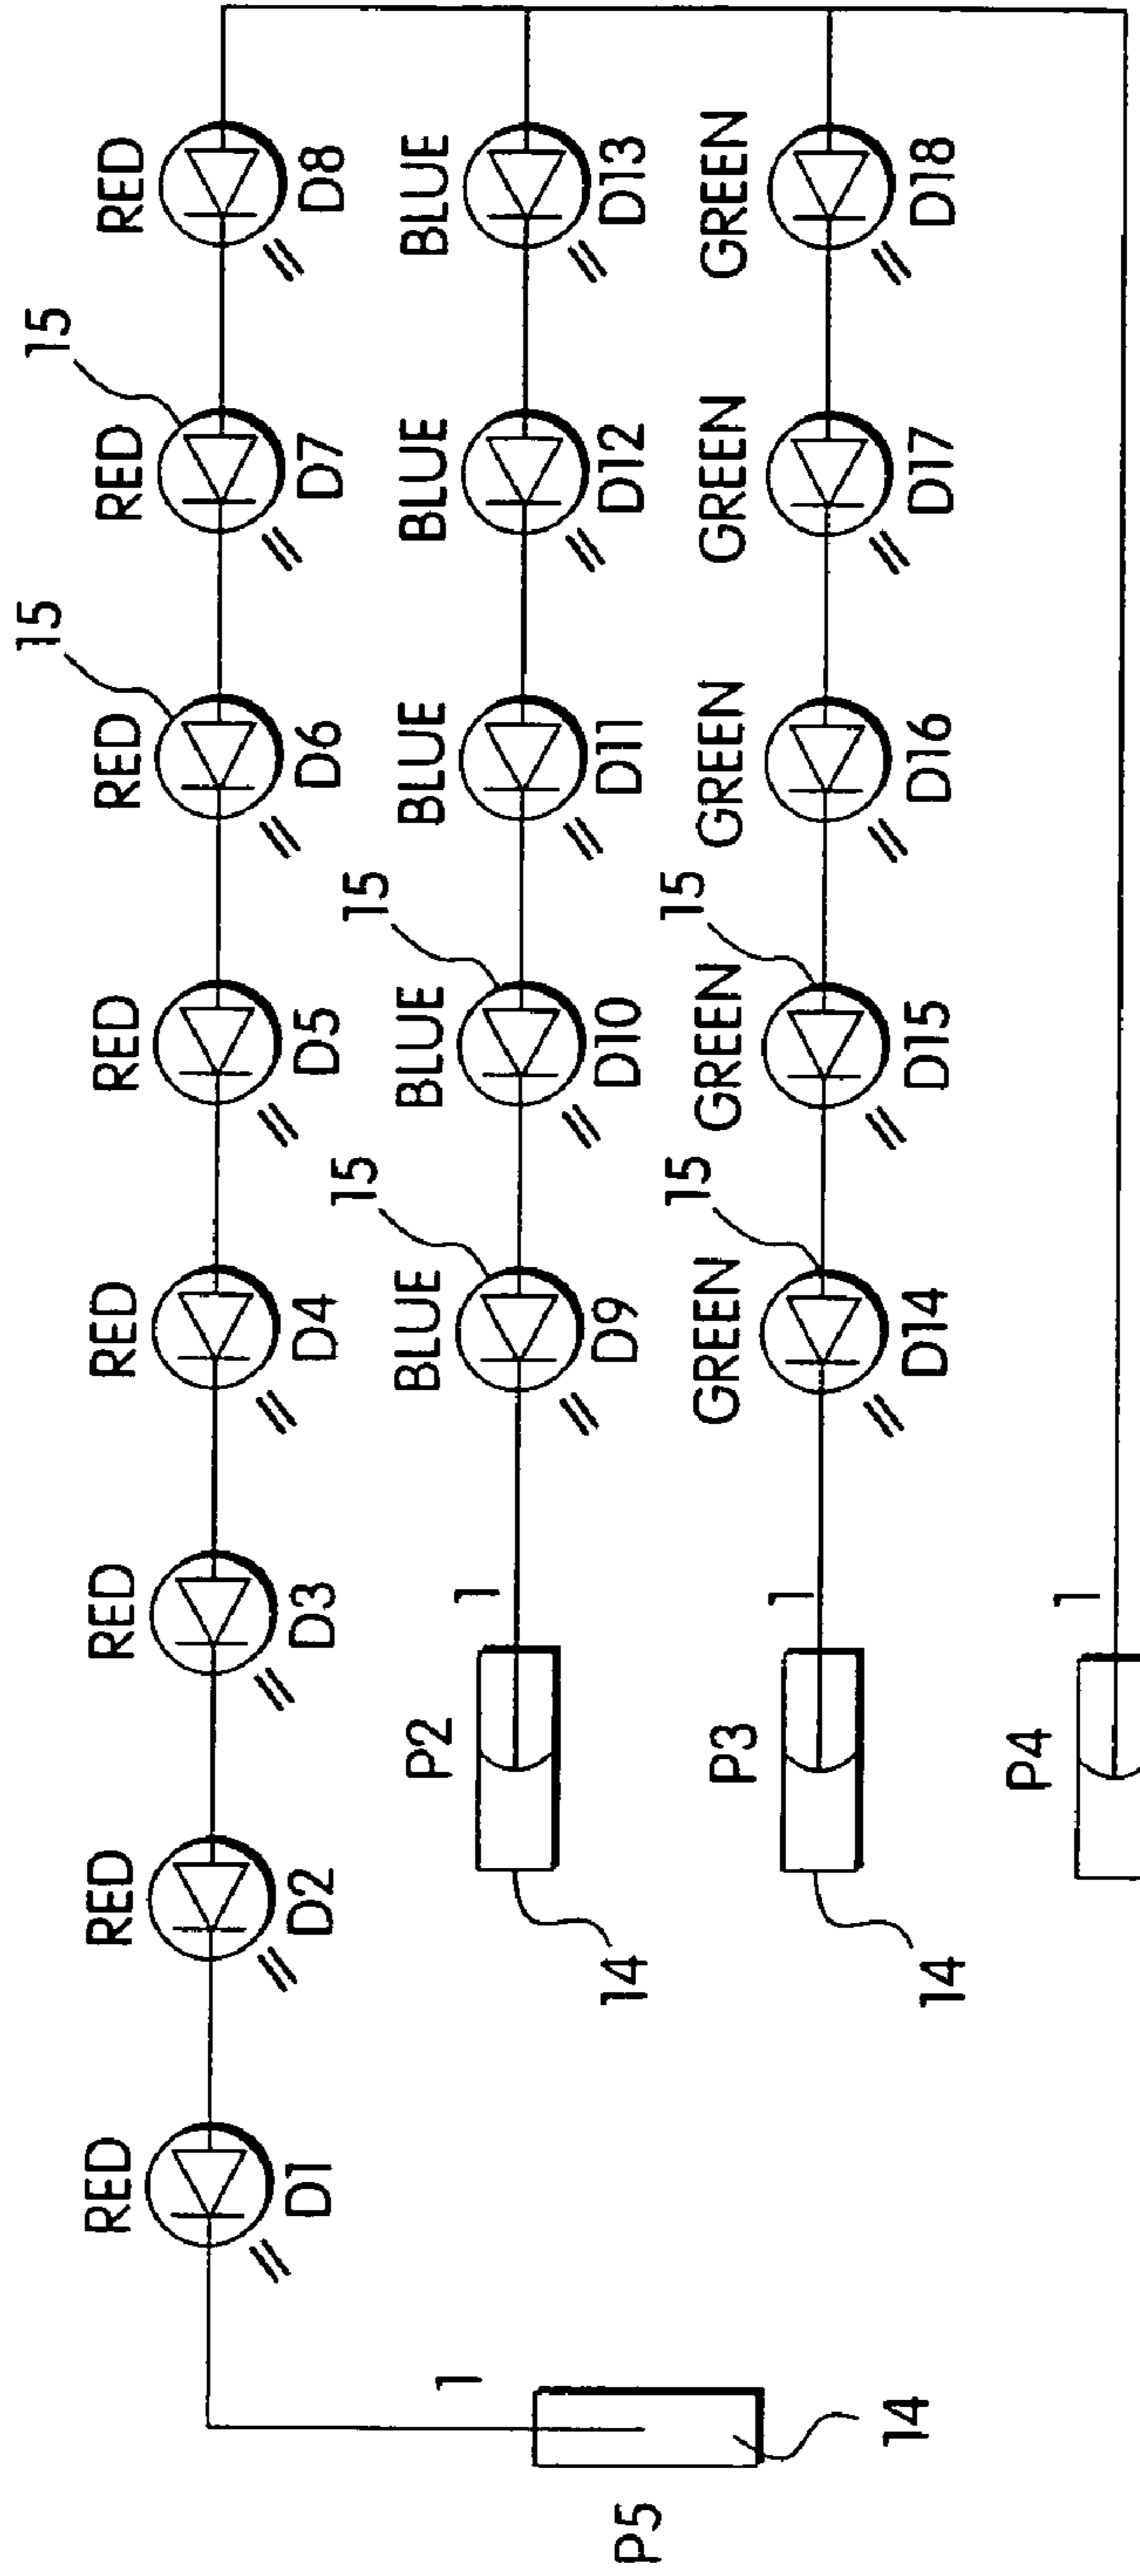 15
15
RED RED RED RED RED RED RED RED
D1 D2 D3 D4 D5 D6 D7 D8
15
15
BLUE BLUE BLUE BLUE BLUE
P2
1
D9 D10 D11 D12 D13
1
P5
14
14
15
15
GREEN GREEN GREEN GREEN GREEN
P3
1
D14 D15 D16 D17 D18
14
P4
1